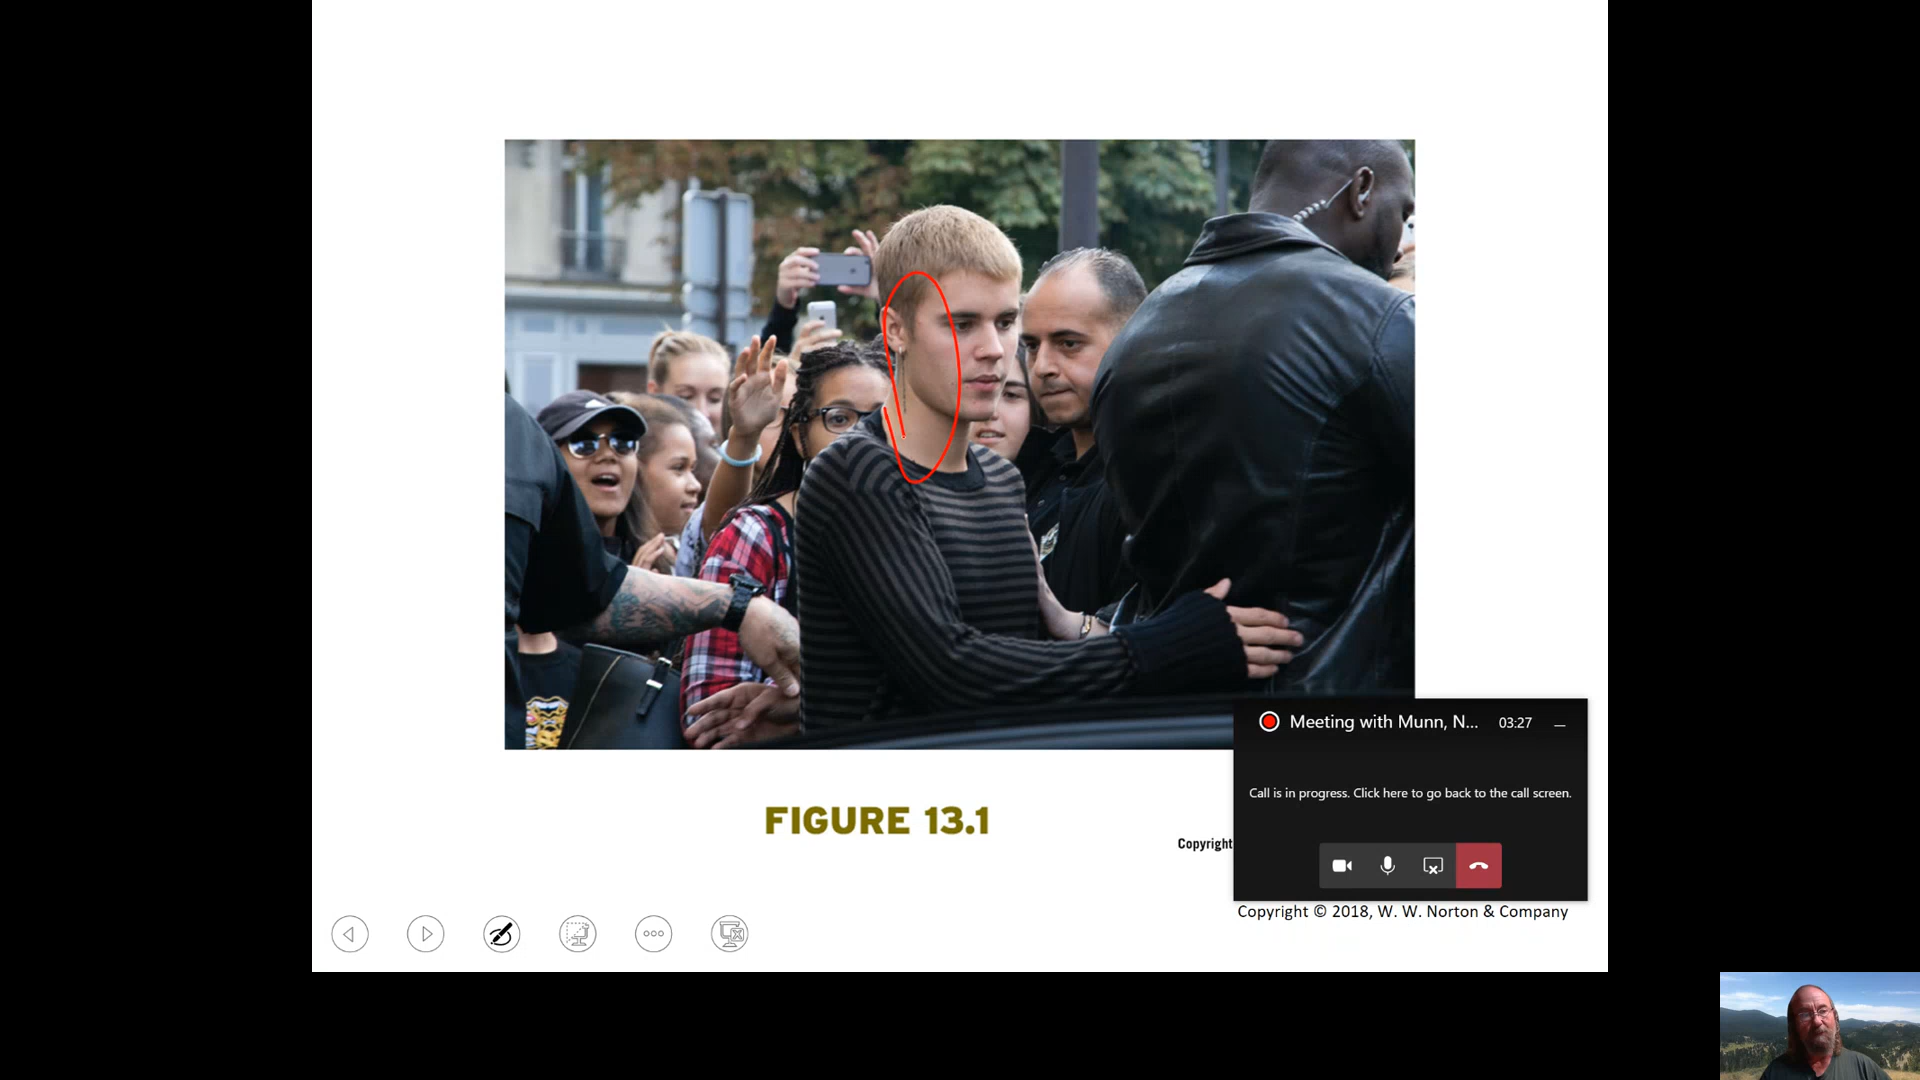 Meeting with Munn, N...
03:27
Call is in progress. Click here to go back to the call screen.
FIGURE 13.1
Copyright
Copyright © 2018, W. W. Norton & Company